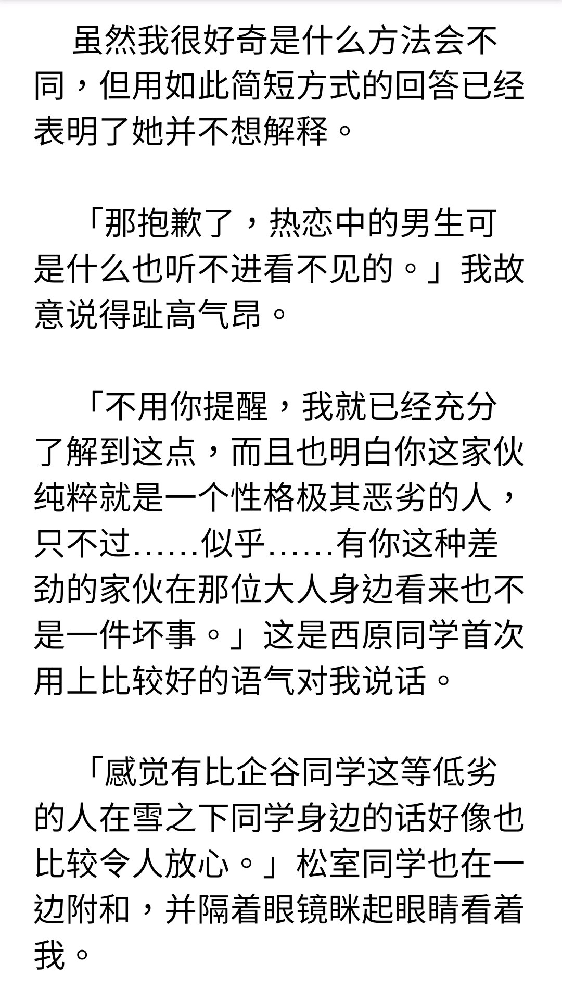 虽然我很好奇是什么方法会不
同，但用如此简短方式的回答已经
表明了她并不想解释。
「那抱歉了，热恋中的男生可
是什么也听不进看不见的。」我故
意说得趾高气昂。
「不用你提醒，我就已经充分
了解到这点，而且也明白你这家伙
纯粹就是一个性格极其恶劣的人，
只不过……似乎……有你这种差
劲的家伙在那位大人身边看来也不
是一件坏事。」这是西原同学首次
用上比较好的语气对我说话。
「感觉有比企谷同学这等低劣
的人在雪之下同学身边的话好像也
比较令人放心。」松室同学也在一
边附和，并隔着眼镜眯起眼睛看着
我。